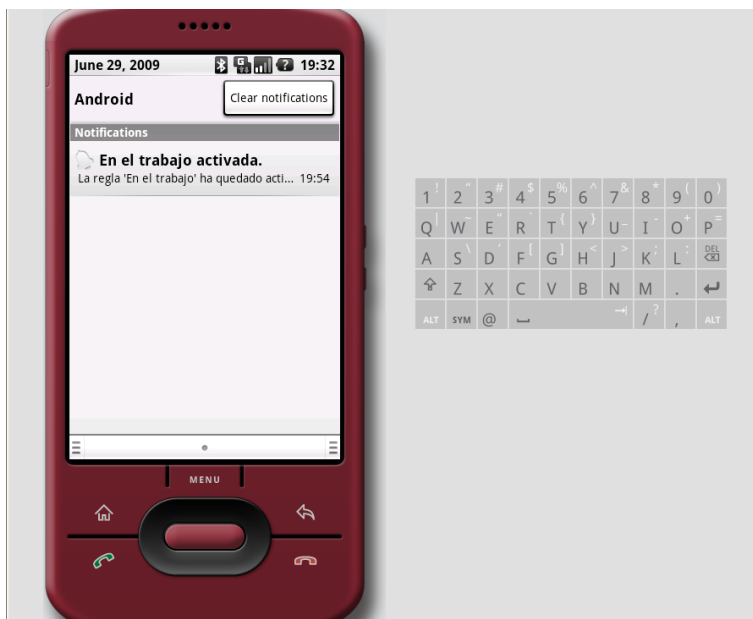 June 29, 2009 19:32
Android Clear notifications
Notifications
En el trabajo activada.
La regla 'En el trabajo' ha quedado acti... 19:54
MENU
1 ! 2 " 3 # 4 $ 5 % 6 ^ 7 & 8 * 9 ( 0 )
Q | W ~ E " R ` T { Y } U _ I - O + P =
A S \ D ' F [ G ] H < J > K ; L : DEL
Z X C V B N M .
ALT SYM @ / ? , ALT